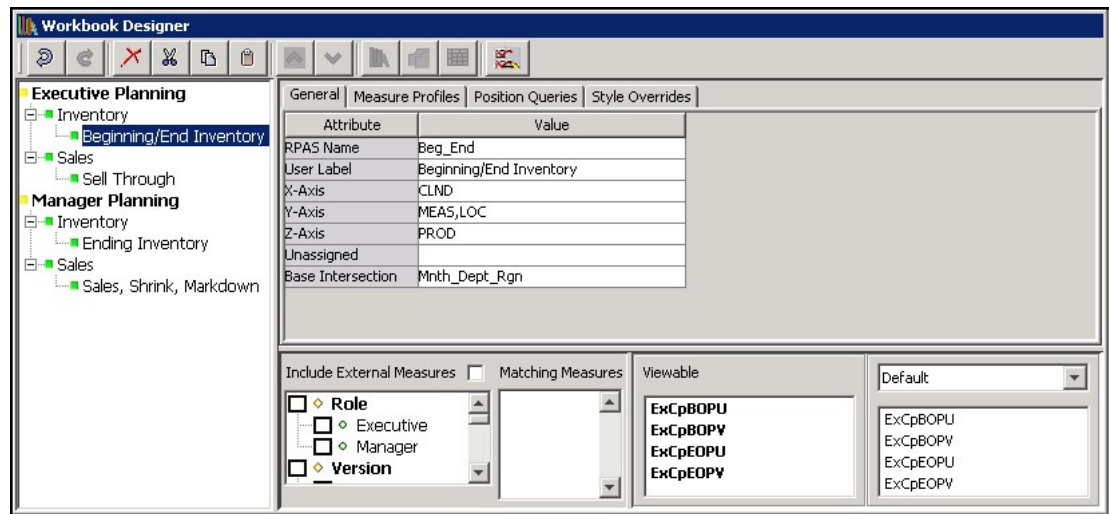 Workbook Designer
Executive Planning
Inventory
Beginning/End Inventory
Sales
Sell Through
Manager Planning
Inventory
Ending Inventory
Sales
Sales, Shrink, Markdown
General Measure Profiles Position Queries Style Overrides
Attribute Value
RPAS Name Beg_End
User Label Beginning/End Inventory
X-Axis CLND
Y-Axis MEAS,LOC
Z-Axis PROD
Unassigned
Base Intersection Mnth_Dept_Rgn
Include External Measures Matching Measures
Role
Executive
Manager
Version
Viewable
ExCpBOPU
ExCpBOPV
ExCpEOPU
ExCpEOPV
Default
ExCpBOPU
ExCpBOPV
ExCpEOPU
ExCpEOPV